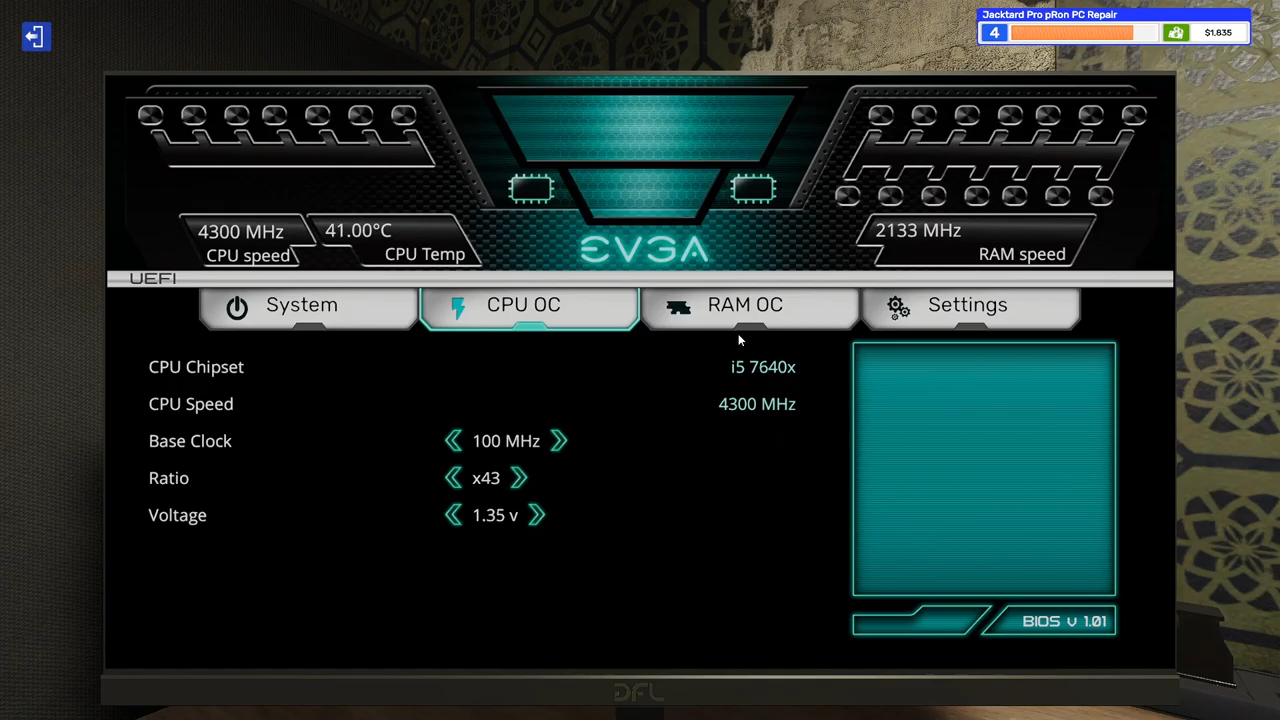 Jacktard Pro pRon PC Repair
4
$1,835
4300 MHz
CPU speed
41.00°C
CPU Temp
EVGA
2133 MHz
RAM speed
UEFI
System
CPU OC
RAM OC
Settings
CPU Chipset i5 7640x
CPU Speed 4300 MHz
Base Clock 100 MHz
Ratio x43
Voltage 1.35 v
BIOS v 1.01
DFL